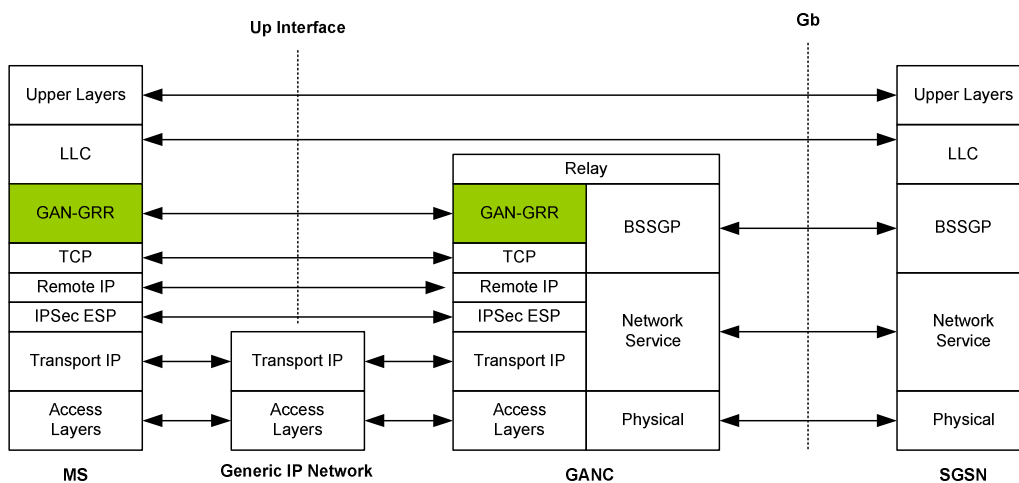 Up Interface
Gb
Upper Layers
LLC
GAN-GRR
TCP
Remote IP
IPSec ESP
Transport IP
Access
Layers
MS
Transport IP
Access
Layers
Generic IP Network
Relay
GAN-GRR
TCP
Remote IP
IPSec ESP
Transport IP
Access
Layers
BSSGP
Network
Service
Physical
GANC
Upper Layers
LLC
BSSGP
Network
Service
Physical
SGSN